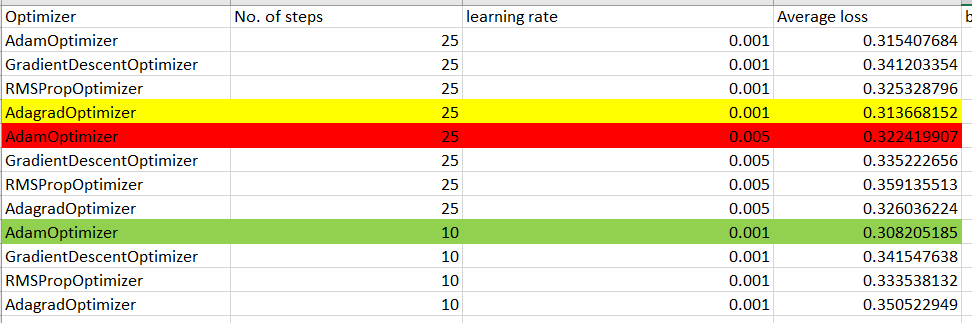 Optimizer No. of steps learning rate Average loss
AdamOptimizer 25 0.001 0.315407684
GradientDescentOptimizer 25 0.001 0.341203354
RMSPropOptimizer 25 0.001 0.325328796
AdagradOptimizer 25 0.001 0.313668152
AdamOptimizer 25 0.005 0.322419907
GradientDescentOptimizer 25 0.005 0.335222656
RMSPropOptimizer 25 0.005 0.359135513
AdagradOptimizer 25 0.005 0.326036224
AdamOptimizer 10 0.001 0.308205185
GradientDescentOptimizer 10 0.001 0.341547638
RMSPropOptimizer 10 0.001 0.333538132
AdagradOptimizer 10 0.001 0.350522949